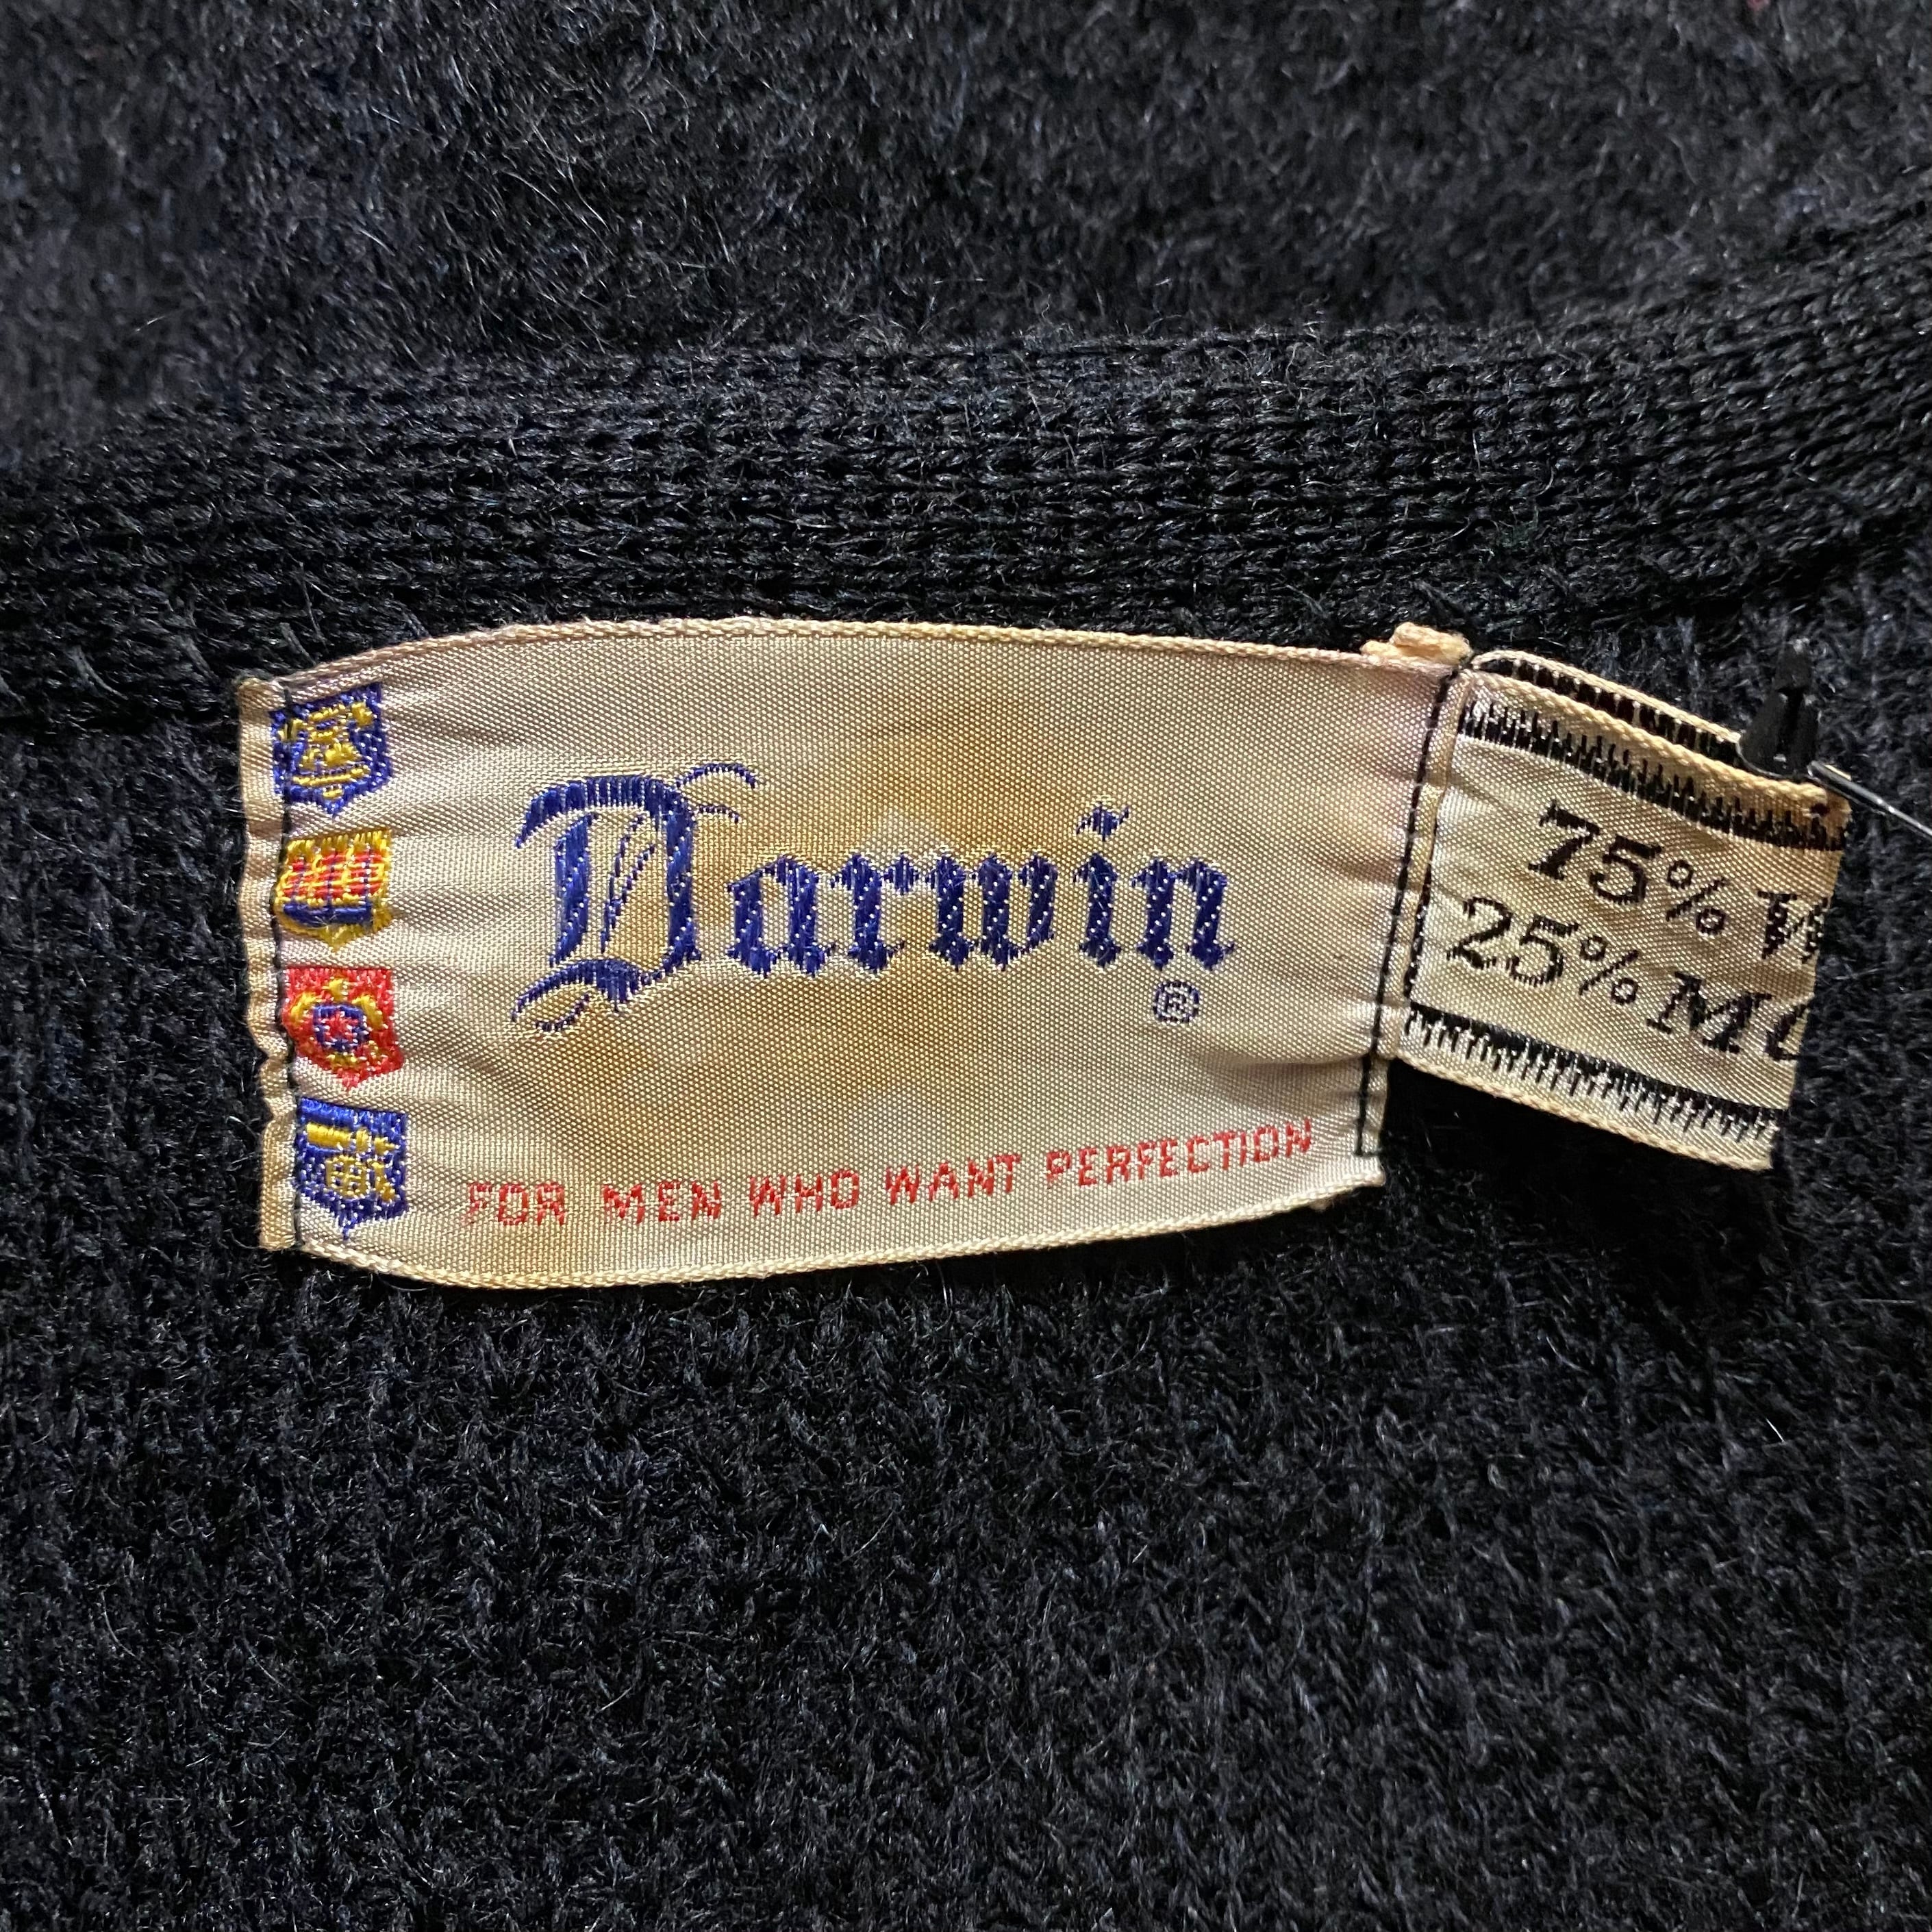 Darwin ®
FOR MEN WHO WANT PERFECTION
75%
25%